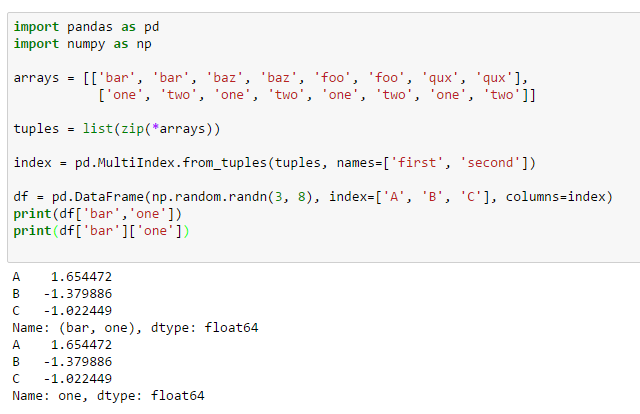 import pandas as pd
import numpy as np
arrays = [['bar', 'bar', 'baz', 'baz', 'foo', 'foo', 'qux', 'qux'],
['one', 'two', 'one', 'two', 'one', 'two', 'one', 'two']]
tuples = list(zip(*arrays))
index = pd.MultiIndex.from_tuples(tuples, names=['first', 'second'])
df = pd.DataFrame(np.random.randn(3, 8), index=['A', 'B', 'C'], columns=index)
print(df['bar','one'])
print(df['bar']['one'])
A    1.654472
B   -1.379886
C   -1.022449
Name: (bar, one), dtype: float64
A    1.654472
B   -1.379886
C   -1.022449
Name: one, dtype: float64